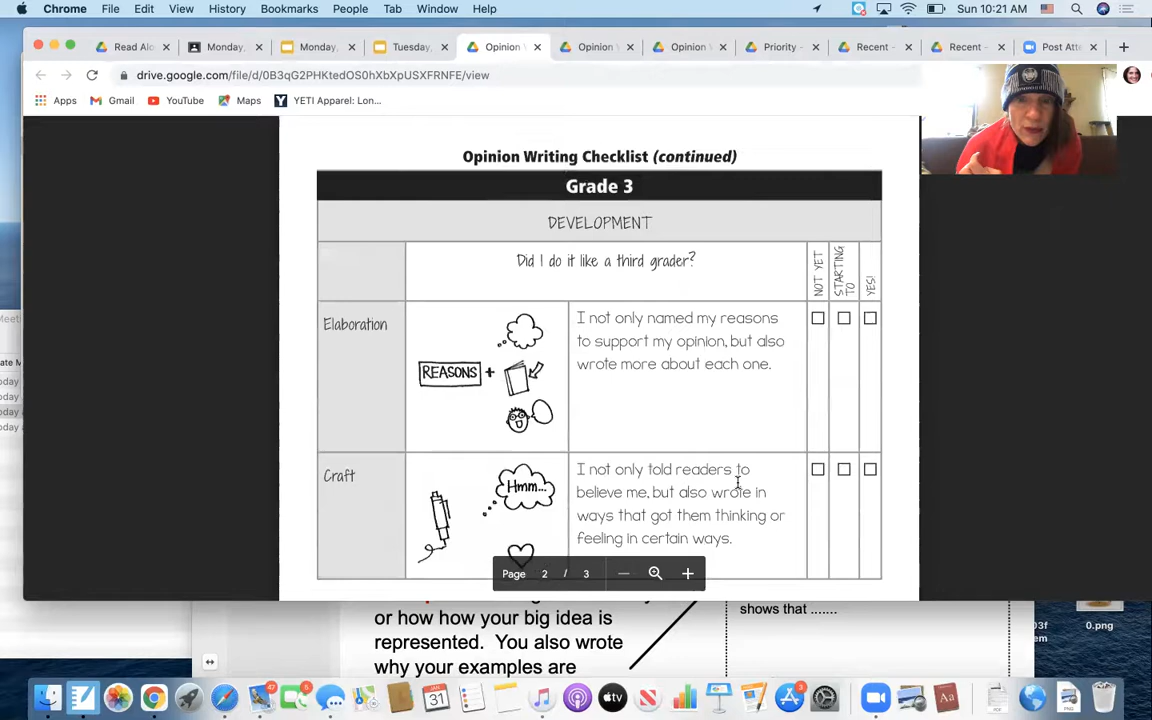 Chrome File Edit View History Bookmarks People Tab Window Help Sun 10:21 AM
Read Alo Monday, Monday, Tuesday, Opinion Opinion Opinion Priority - Recent - Recent - Post Atte
drive.google.com/file/d/0B3qG2PHKtedOS0hXbXpUSXFRNFE/view
Apps Gmail YouTube Maps YETI Apparel: Lon...
Opinion Writing Checklist (continued)
Grade 3
DEVELOPMENT
Did I do it like a third grader?
NOT YET
STARTING TO
YES!
Elaboration
REASONS +
I not only named my reasons
to support my opinion, but also
wrote more about each one.
Craft
Hmm...
I not only told readers to
believe me, but also wrote in
ways that got them thinking or
feeling in certain ways.
Page 2 / 3
or how how your big idea is
represented. You also wrote
why your examples are
shows that .......
0.png
JAN
31